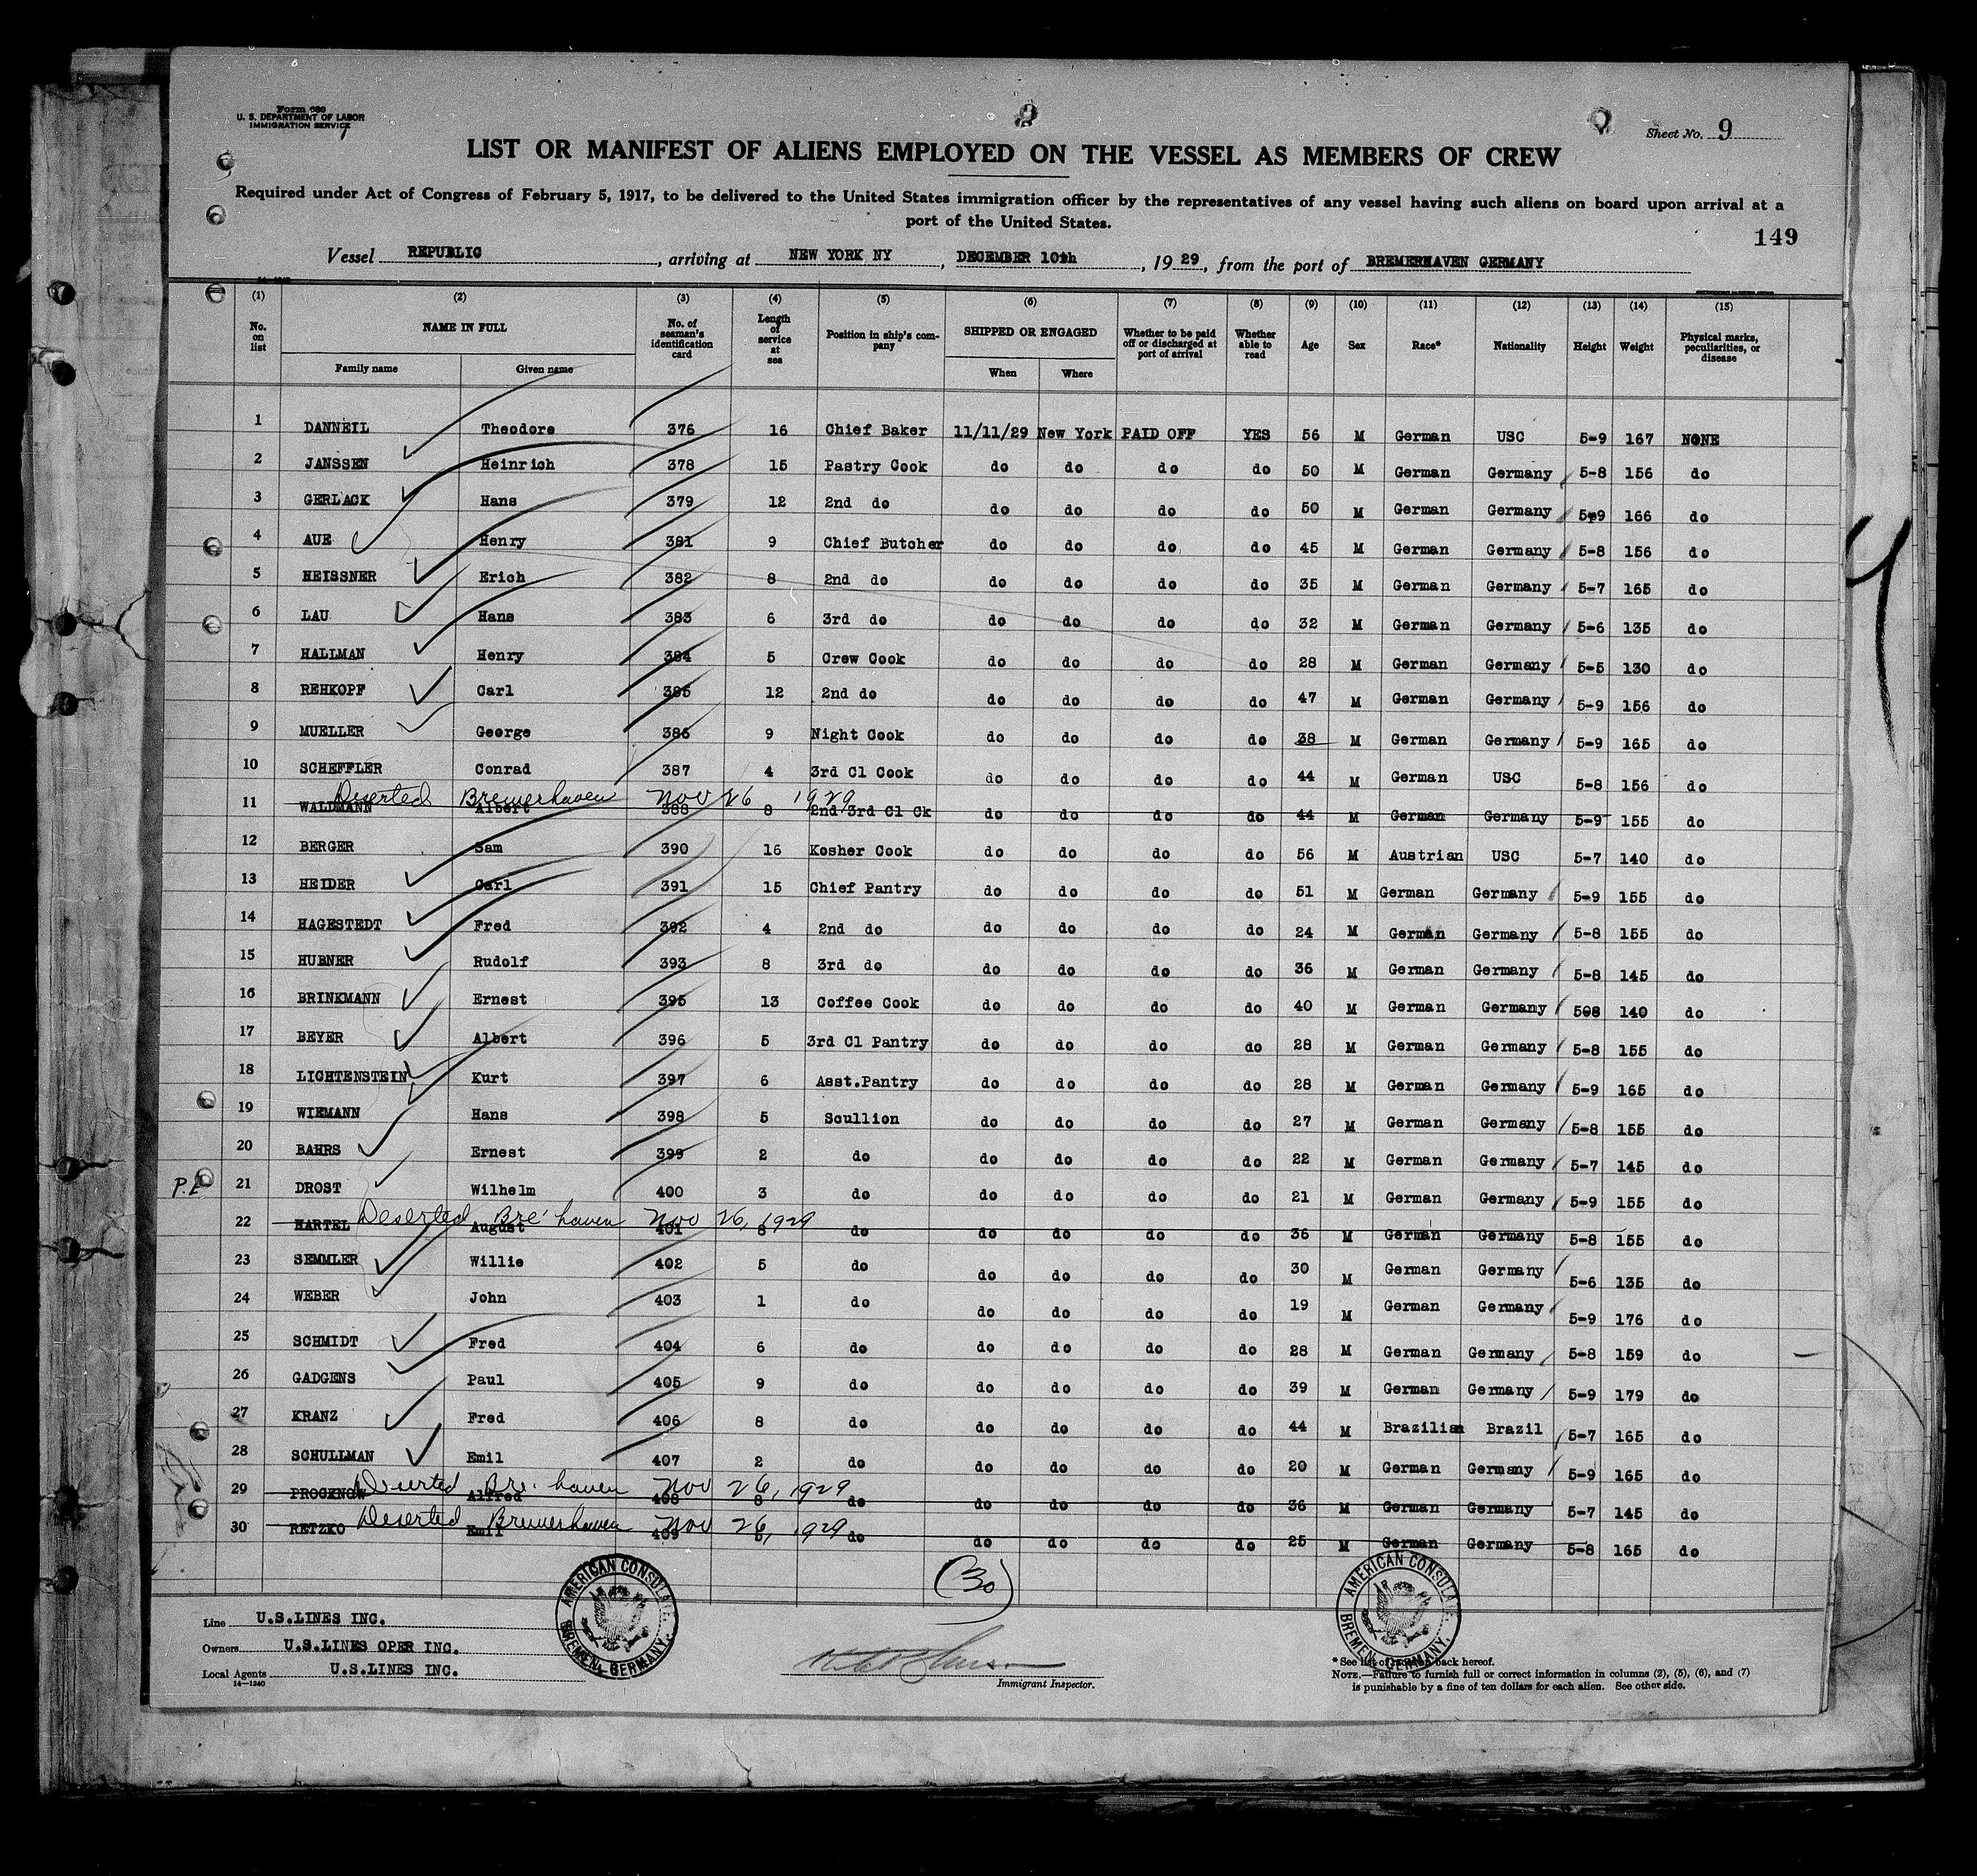 Form 680
U. S. DEPARTMENT OF LABOR
IMMIGRATION SERVICE
Sheet No. 9
LIST OR MANIFEST OF ALIENS EMPLOYED ON THE VESSEL AS MEMBERS OF CREW
Required under Act of Congress of February 5, 1917, to be delivered to the United States immigration officer by the representatives of any vessel having such aliens on board upon arrival at a
port of the United States.
149
Vessel REPUBLIC, arriving at NEW YORK NY, DECEMBER 10th, 1929, from the port of BREMERHAVEN GERMANY
(1) (2) (3) (4) (5) (6) (7) (8) (9) (10) (11) (12) (13) (14) (15)
No. on list NAME IN FULL Family name Given name No. of seaman's identification card Length of service at sea Position in ship's company SHIPPED OR ENGAGED When Where Whether to be paid off or discharged at port of arrival Whether able to read Age Sex Race* Nationality Height Weight Physical marks, peculiarities, or disease
1 DANNEIL Theodore 376 16 Chief Baker 11/11/29 New York PAID OFF YES 56 M German USC 5-9 167 NONE
2 JANSSEN Heinrich 378 15 Pastry Cook do do do do 50 M German Germany 5-8 156 do
3 GERLACK Hans 379 12 2nd do do do do do 50 M German Germany 5-9 166 do
4 AUE Henry 381 9 Chief Butcher do do do do 45 M German Germany 5-8 156 do
5 HEISSNER Erich 382 8 2nd do do do do do 35 M German Germany 5-7 165 do
6 LAU Hans 383 6 3rd do do do do do 32 M German Germany 5-6 135 do
7 HALLMAN Henry 384 5 Crew Cook do do do do 28 M German Germany 5-5 130 do
8 REHKOPF Carl 385 12 2nd do do do do do 47 M German Germany 5-9 156 do
9 MUELLER George 386 9 Night Cook do do do do 38 M German Germany 5-9 165 do
10 SCHEFFLER Conrad 387 4 3rd Cl Cook do do do do 44 M German USC 5-8 156 do
Deserted Bremerhaven Nov 26 1929
11 WALDMANN Albert 388 8 2nd 3rd Cl Ck do do do do 44 M German Germany 5-9 155 do
12 BERGER Sam 390 16 Kosher Cook do do do do 56 M Austrian USC 5-7 140 do
13 HEIDER Carl 391 15 Chief Pantry do do do do 51 M German Germany 5-9 155 do
14 HAGESTEDT Fred 392 4 2nd do do do do do 24 M German Germany 5-8 155 do
15 HUBNER Rudolf 393 8 3rd do do do do do 36 M German Germany 5-8 145 do
16 BRINKMANN Ernest 395 13 Coffee Cook do do do do 40 M German Germany 508 140 do
17 BEYER Albert 396 5 3rd Cl Pantry do do do do 28 M German Germany 5-8 155 do
18 LICHTENSTEIN Kurt 397 6 Asst.Pantry do do do do 28 M German Germany 5-9 165 do
19 WIEMANN Hans 398 5 Scullion do do do do 27 M German Germany 5-8 155 do
20 BAHRS Ernest 399 2 do do do do do 22 M German Germany 5-7 145 do
21 DROST Wilhelm 400 3 do do do do do 21 M German Germany 5-9 155 do
Deserted Bre'haven Nov 26, 1929
22 HARTEL August 401 8 do do do do do 36 M German Germany 5-8 155 do
23 SEMMLER Willie 402 5 do do do do do 30 M German Germany 5-6 135 do
24 WEBER John 403 1 do do do do do 19 M German Germany 5-9 176 do
25 SCHMIDT Fred 404 6 do do do do do 28 M German Germany 5-8 159 do
26 GADGENS Paul 405 9 do do do do do 39 M German Germany 5-9 179 do
27 KRANZ Fred 406 8 do do do do do 44 M Brazilian Brazil 5-7 165 do
28 SCHULLMAN Emil 407 2 do do do do do 20 M German Germany 5-9 165 do
Deserted Bre.haven Nov 26, 1929
29 PROCKNOW Alfred 408 8 do do do do do 36 M German Germany 5-7 145 do
Deserted Bremerhaven Nov 26, 1929
30 RETZKO Emil 409 do do do do do 25 M German Germany 5-8 165 do
(30)
AMERICAN CONSULATE BREMEN, GERMANY.
AMERICAN CONSULATE BREMEN, GERMANY.
Line U.S.LINES INC.
Owners U.S.LINES OPER INC.
Local Agents U.S.LINES INC.
14—1240
Immigrant Inspector.
* See list of races on back hereof.
NOTE.—Failure to furnish full or correct information in columns (2), (5), (6), and (7)
is punishable by a fine of ten dollars for each alien. See other side.